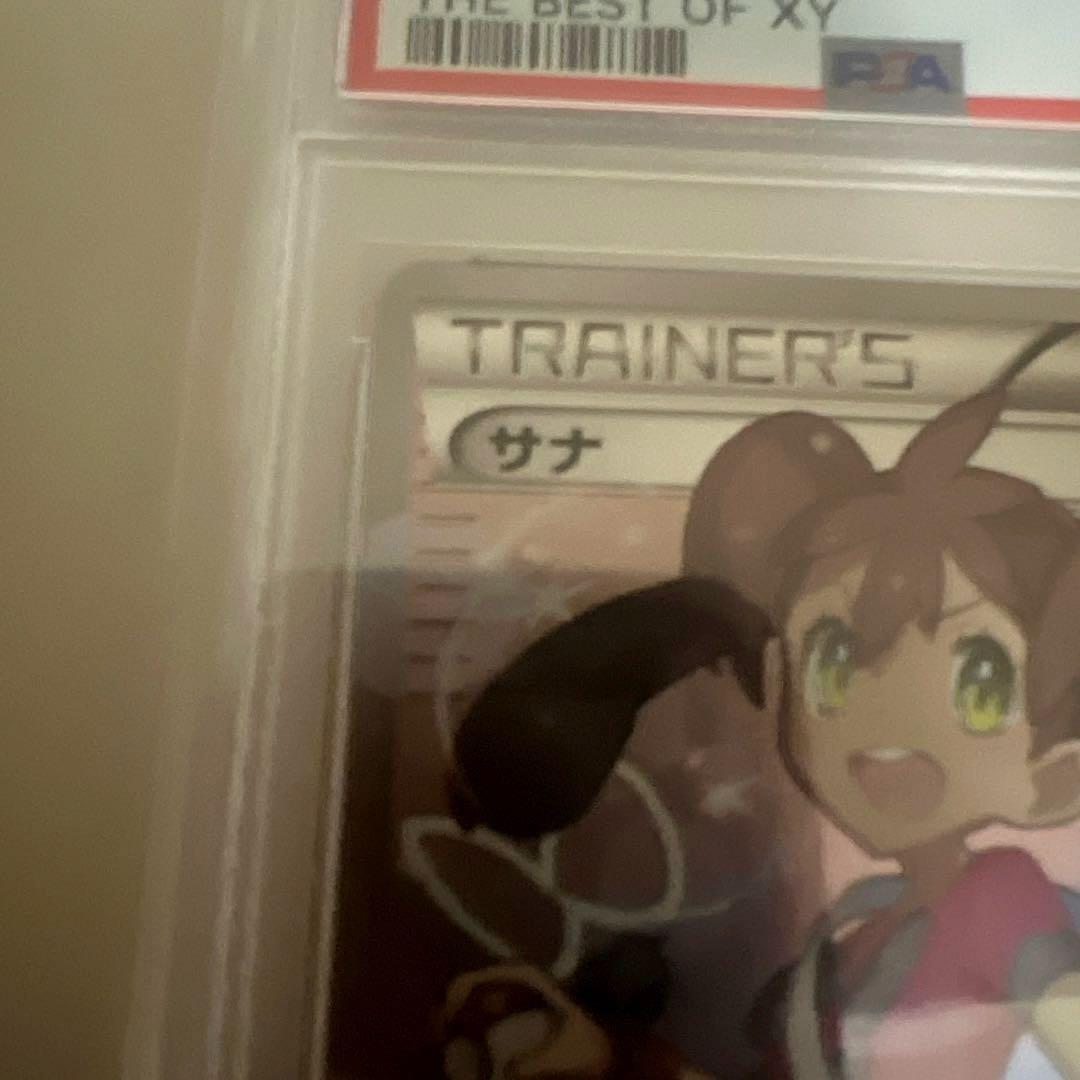 THE BEST OF XY
PSA
TRAINER'S
サナ